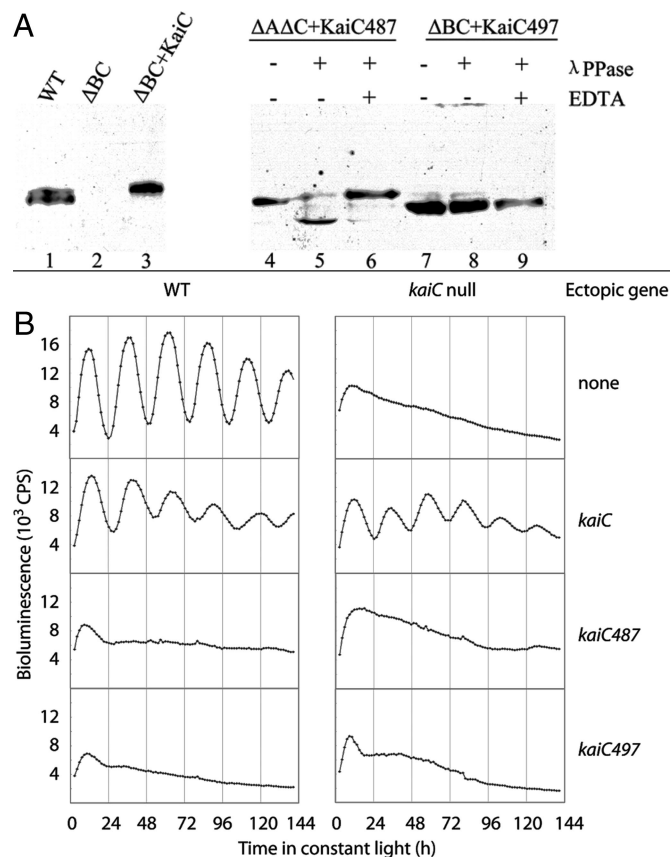 A
WT
ΔBC
ΔBC+KaiC
ΔAΔC+KaiC487
ΔBC+KaiC497
- + + - + + λ PPase
- - + - - + EDTA
1 2 3 4 5 6 7 8 9
WT
kaiC null
Ectopic gene
B
Bioluminescence (10³ CPS)
16
12
8
4
none
12
8
4
kaiC
12
8
4
kaiC487
12
8
4
kaiC497
0 24 48 72 96 120 144
0 24 48 72 96 120 144
Time in constant light (h)